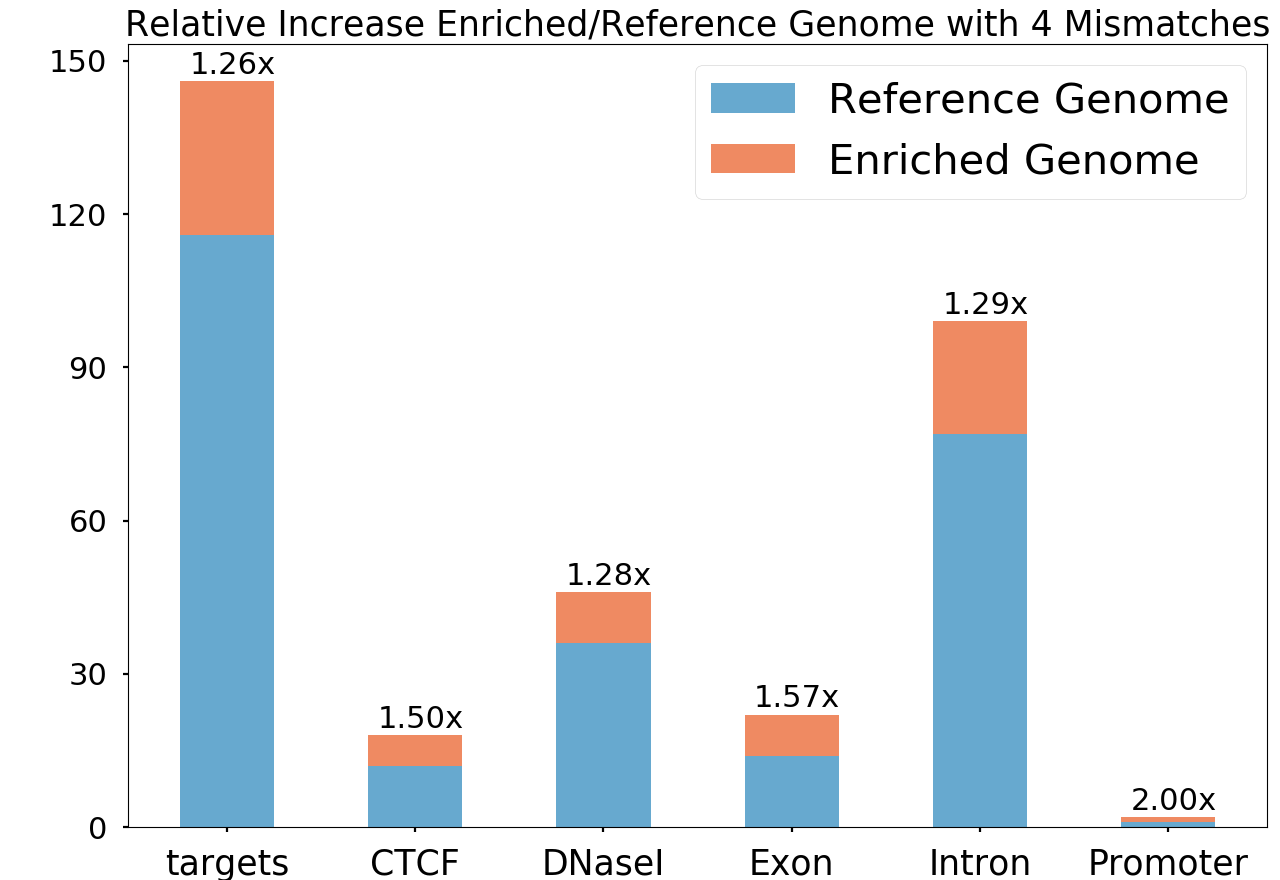 Relative Increase Enriched/Reference Genome with 4 Mismatches
150
120
90
60
30
0
1.26x
1.50x
1.28x
1.57x
1.29x
2.00x
Reference Genome
Enriched Genome
targets CTCF DNaseI Exon Intron Promoter